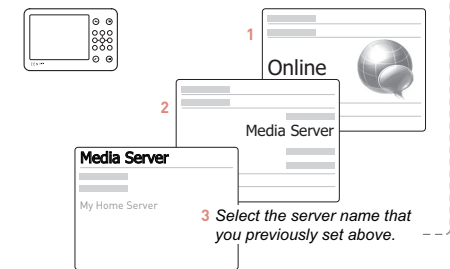 1
Online
2
Media Server
Media Server
My Home Server
3 Select the server name that
you previously set above.